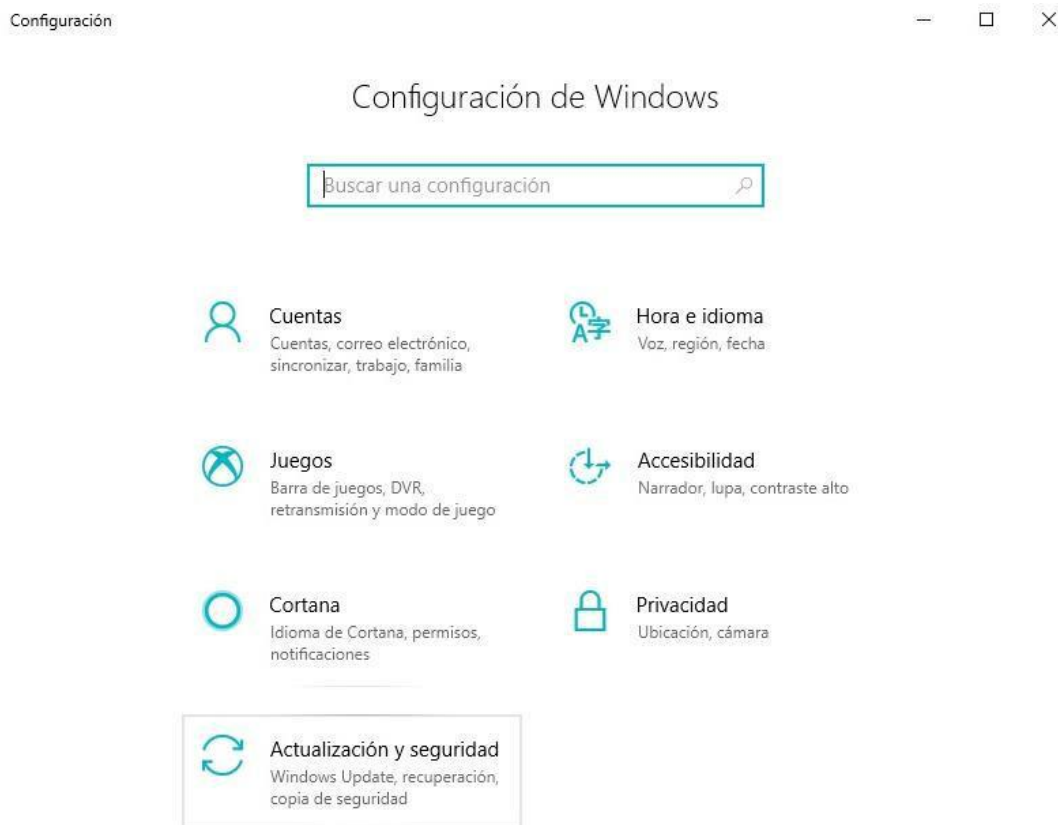 Configuración
Configuración de Windows
Buscar una configuración
Cuentas
Cuentas, correo electrónico,
sincronizar, trabajo, familia
Hora e idioma
Voz, región, fecha
Juegos
Barra de juegos, DVR,
retransmisión y modo de juego
Accesibilidad
Narrador, lupa, contraste alto
Cortana
Idioma de Cortana, permisos,
notificaciones
Privacidad
Ubicación, cámara
Actualización y seguridad
Windows Update, recuperación,
copia de seguridad